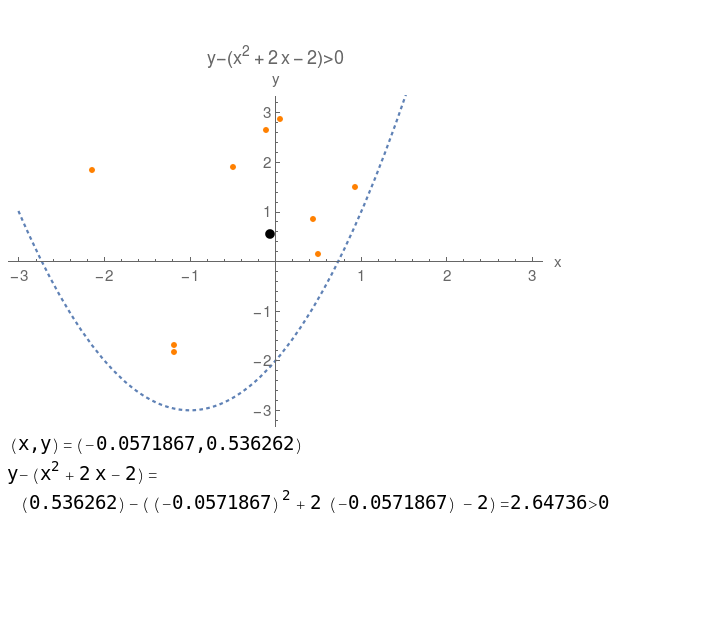 y−(x² + 2 x − 2)>0
y
3
2
1
−3 −2 −1 1 2 3 x
−1
−2
−3
(x,y) = (−0.0571867,0.536262)
y− (x² + 2 x − 2) =
(0.536262) − ( (−0.0571867)² + 2 (−0.0571867) − 2) =2.64736>0